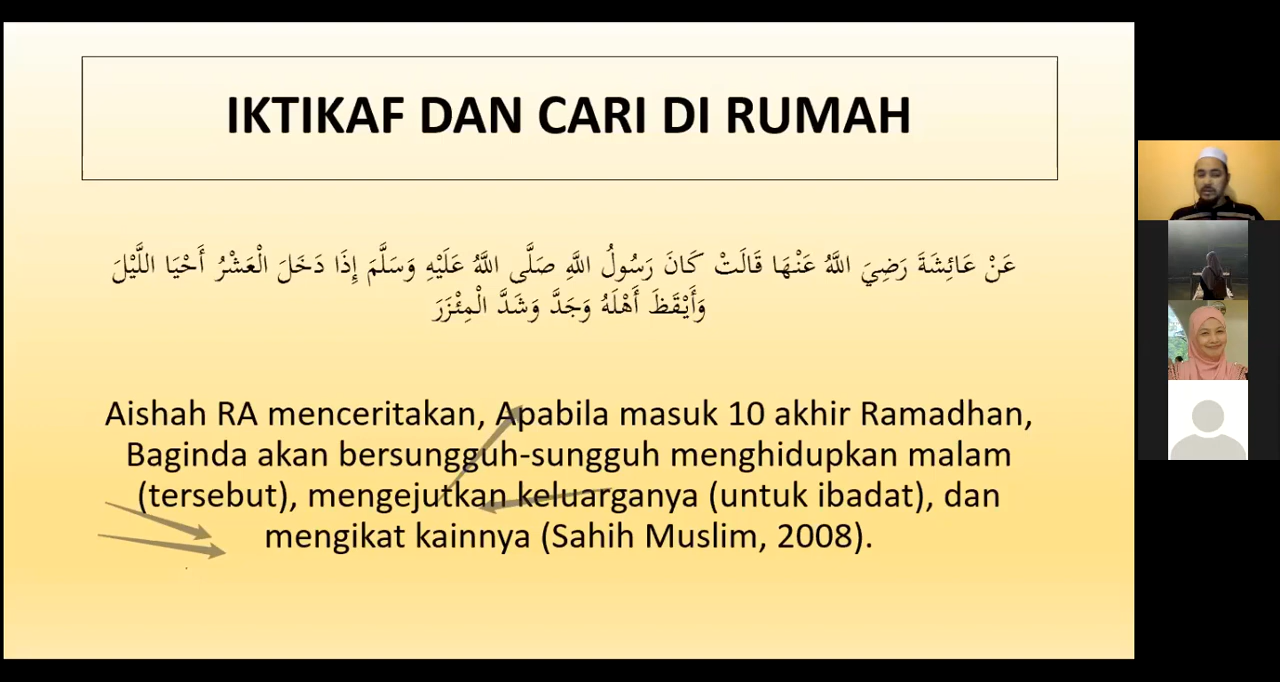 IKTIKAF DAN CARI DI RUMAH
عَنْ عَائِشَةَ رَضِيَ اللَّهُ عَنْهَا قَالَتْ كَانَ رَسُولُ اللَّهِ صَلَّى اللَّهُ عَلَيْهِ وَسَلَّمَ إِذَا دَخَلَ الْعَشْرُ أَحْيَا اللَّيْلَ
وَأَيْقَظَ أَهْلَهُ وَجَدَّ وَشَدَّ الْمِئْزَرَ
Aishah RA menceritakan, Apabila masuk 10 akhir Ramadhan,
Baginda akan bersungguh-sungguh menghidupkan malam
(tersebut), mengejutkan keluarganya (untuk ibadat), dan
mengikat kainnya (Sahih Muslim, 2008).